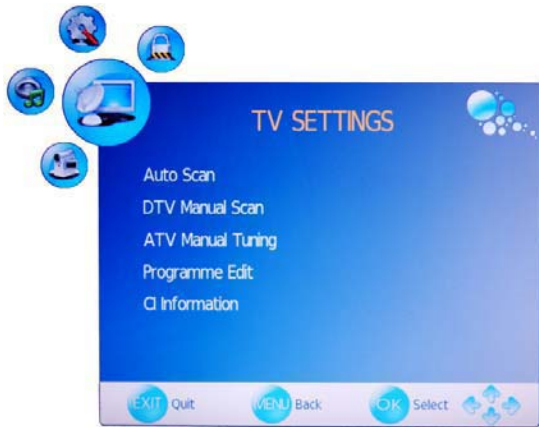 TV SETTINGS
Auto Scan
DTV Manual Scan
ATV Manual Tuning
Programme Edit
CI Information
EXIT Quit MENU Back OK Select